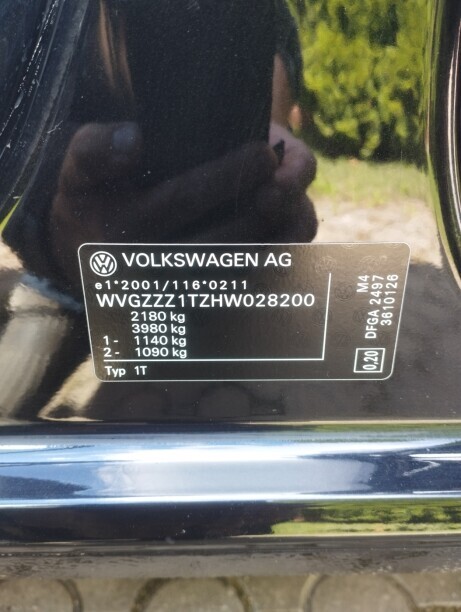 VOLKSWAGEN AG
e1*2001/116*0211
WVGZZZ1TZHW028200
2180 kg
3980 kg
1- 1140 kg
2- 1090 kg
Typ 1T
M4
DFGA 2497
3610126
0,20